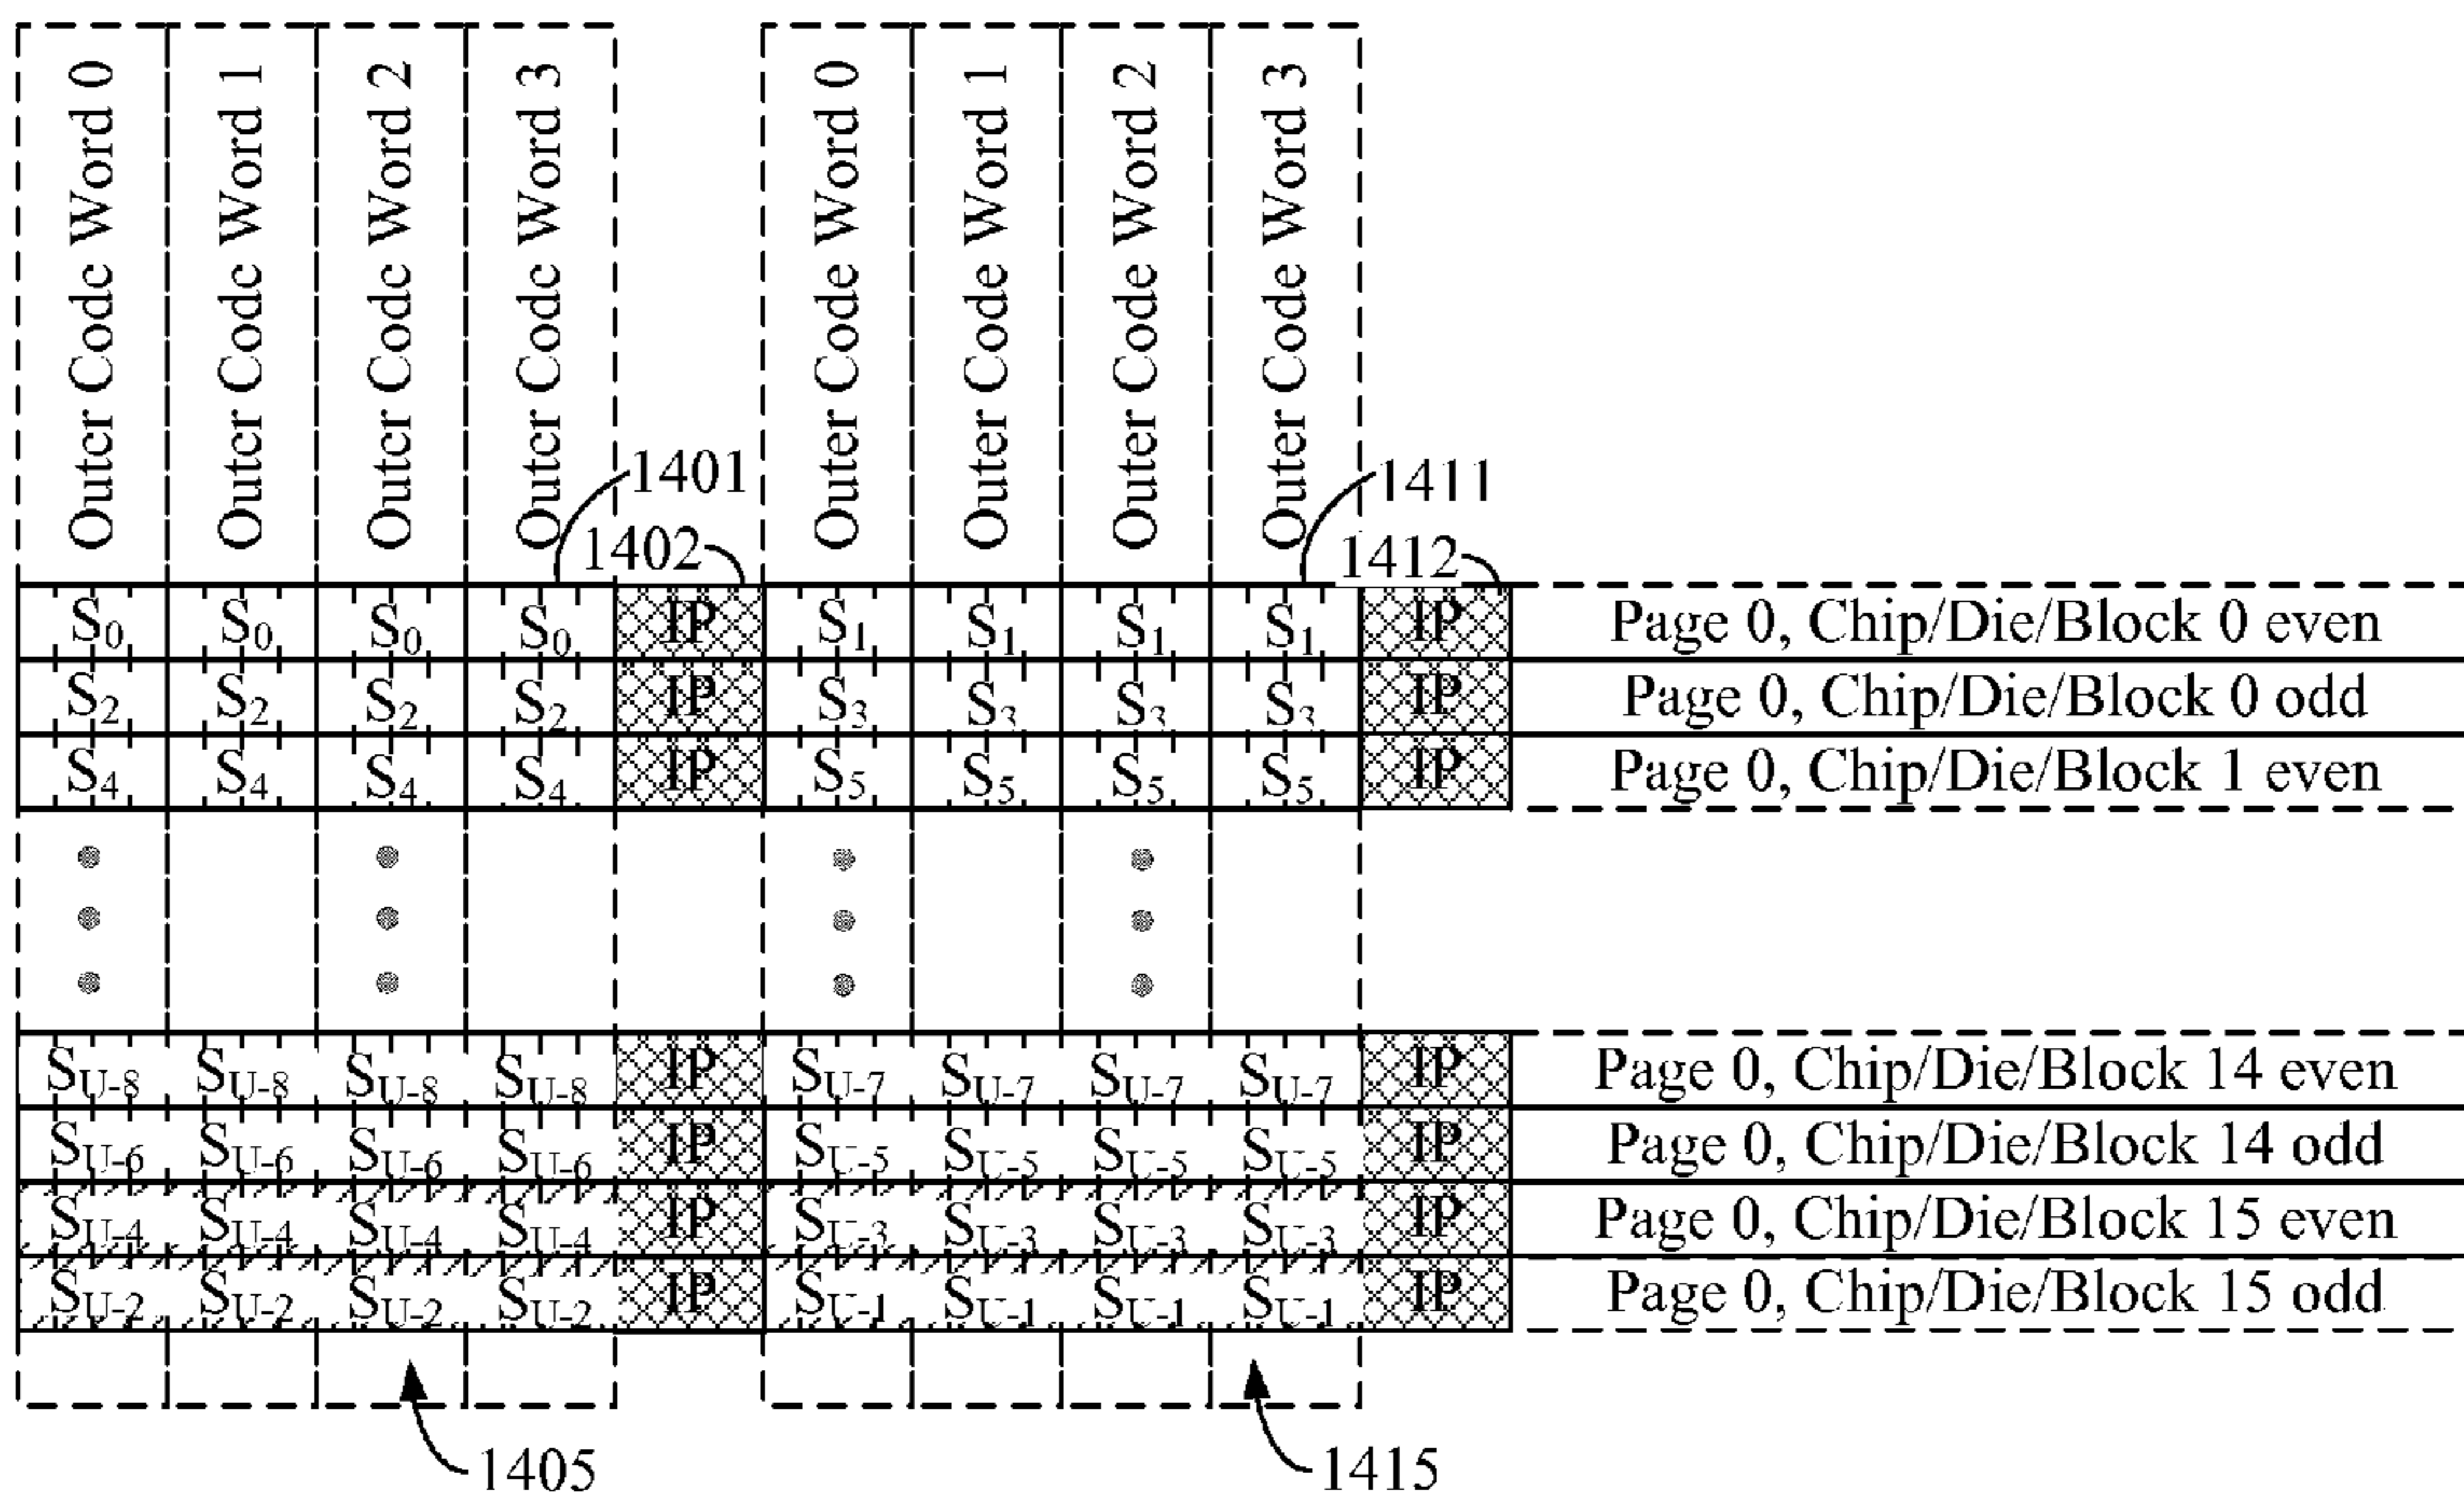 Outer Code Word 0 Outer Code Word 1 Outer Code Word 2 Outer Code Word 3 Outer Code Word 0 Outer Code Word 1 Outer Code Word 2 Outer Code Word 3
1401 1411
1402 1412
S0 S0 S0 S0 IP S1 S1 S1 S1 IP Page 0, Chip/Die/Block 0 even
S2 S2 S2 S2 IP S3 S3 S3 S3 IP Page 0, Chip/Die/Block 0 odd
S4 S4 S4 S4 IP S5 S5 S5 S5 IP Page 0, Chip/Die/Block 1 even
SU-8 SU-8 SU-8 SU-8 IP SU-7 SU-7 SU-7 SU-7 IP Page 0, Chip/Die/Block 14 even
SU-6 SU-6 SU-6 SU-6 IP SU-5 SU-5 SU-5 SU-5 IP Page 0, Chip/Die/Block 14 odd
SU-4 SU-4 SU-4 SU-4 IP SU-3 SU-3 SU-3 SU-3 IP Page 0, Chip/Die/Block 15 even
SU-2 SU-2 SU-2 SU-2 IP SU-1 SU-1 SU-1 SU-1 IP Page 0, Chip/Die/Block 15 odd
1405 1415